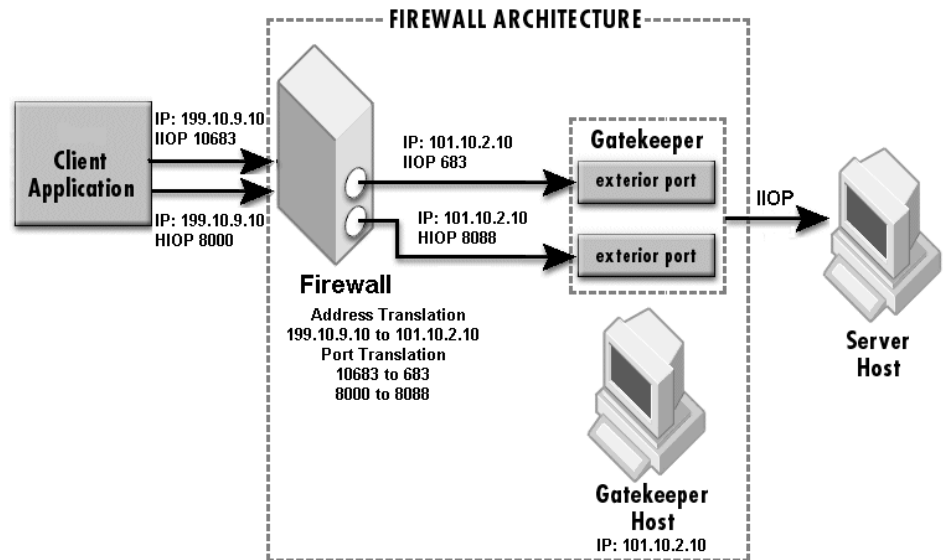 FIREWALL ARCHITECTURE
Client
Application
IP: 199.10.9.10
IIOP 10683
IP: 199.10.9.10
HIOP 8000
IP: 101.10.2.10
IIOP 683
IP: 101.10.2.10
HIOP 8088
Gatekeeper
exterior port
exterior port
IIOP
Firewall
Address Translation
199.10.9.10 to 101.10.2.10
Port Translation
10683 to 683
8000 to 8088
Server
Host
Gatekeeper
Host
IP: 101.10.2.10